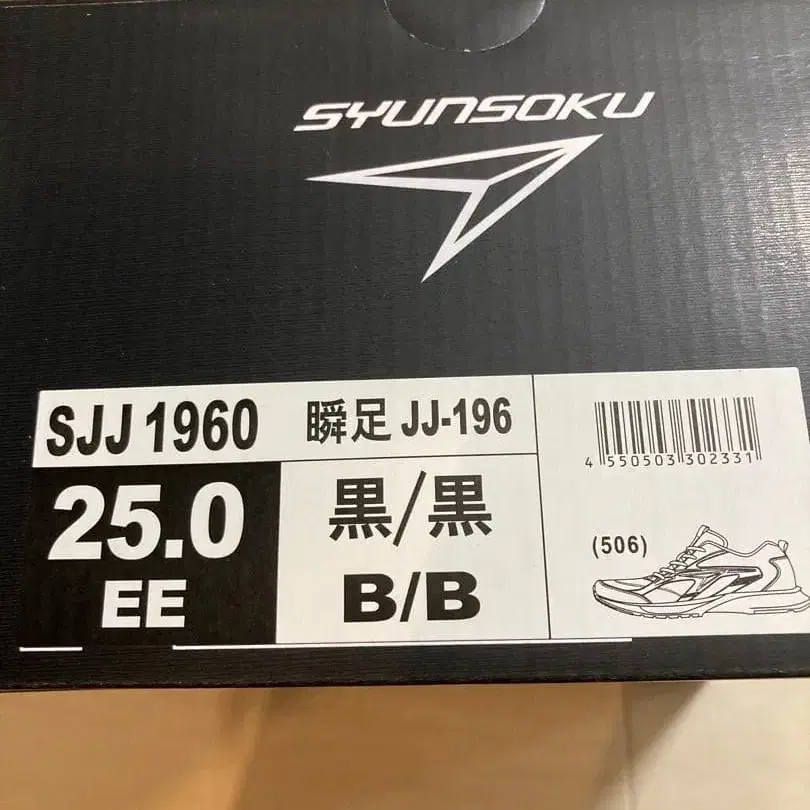 SYUNSOKU
SJJ 1960 瞬足 JJ-196
25.0
EE
黒/黒
B/B
4 550503 302331
(506)